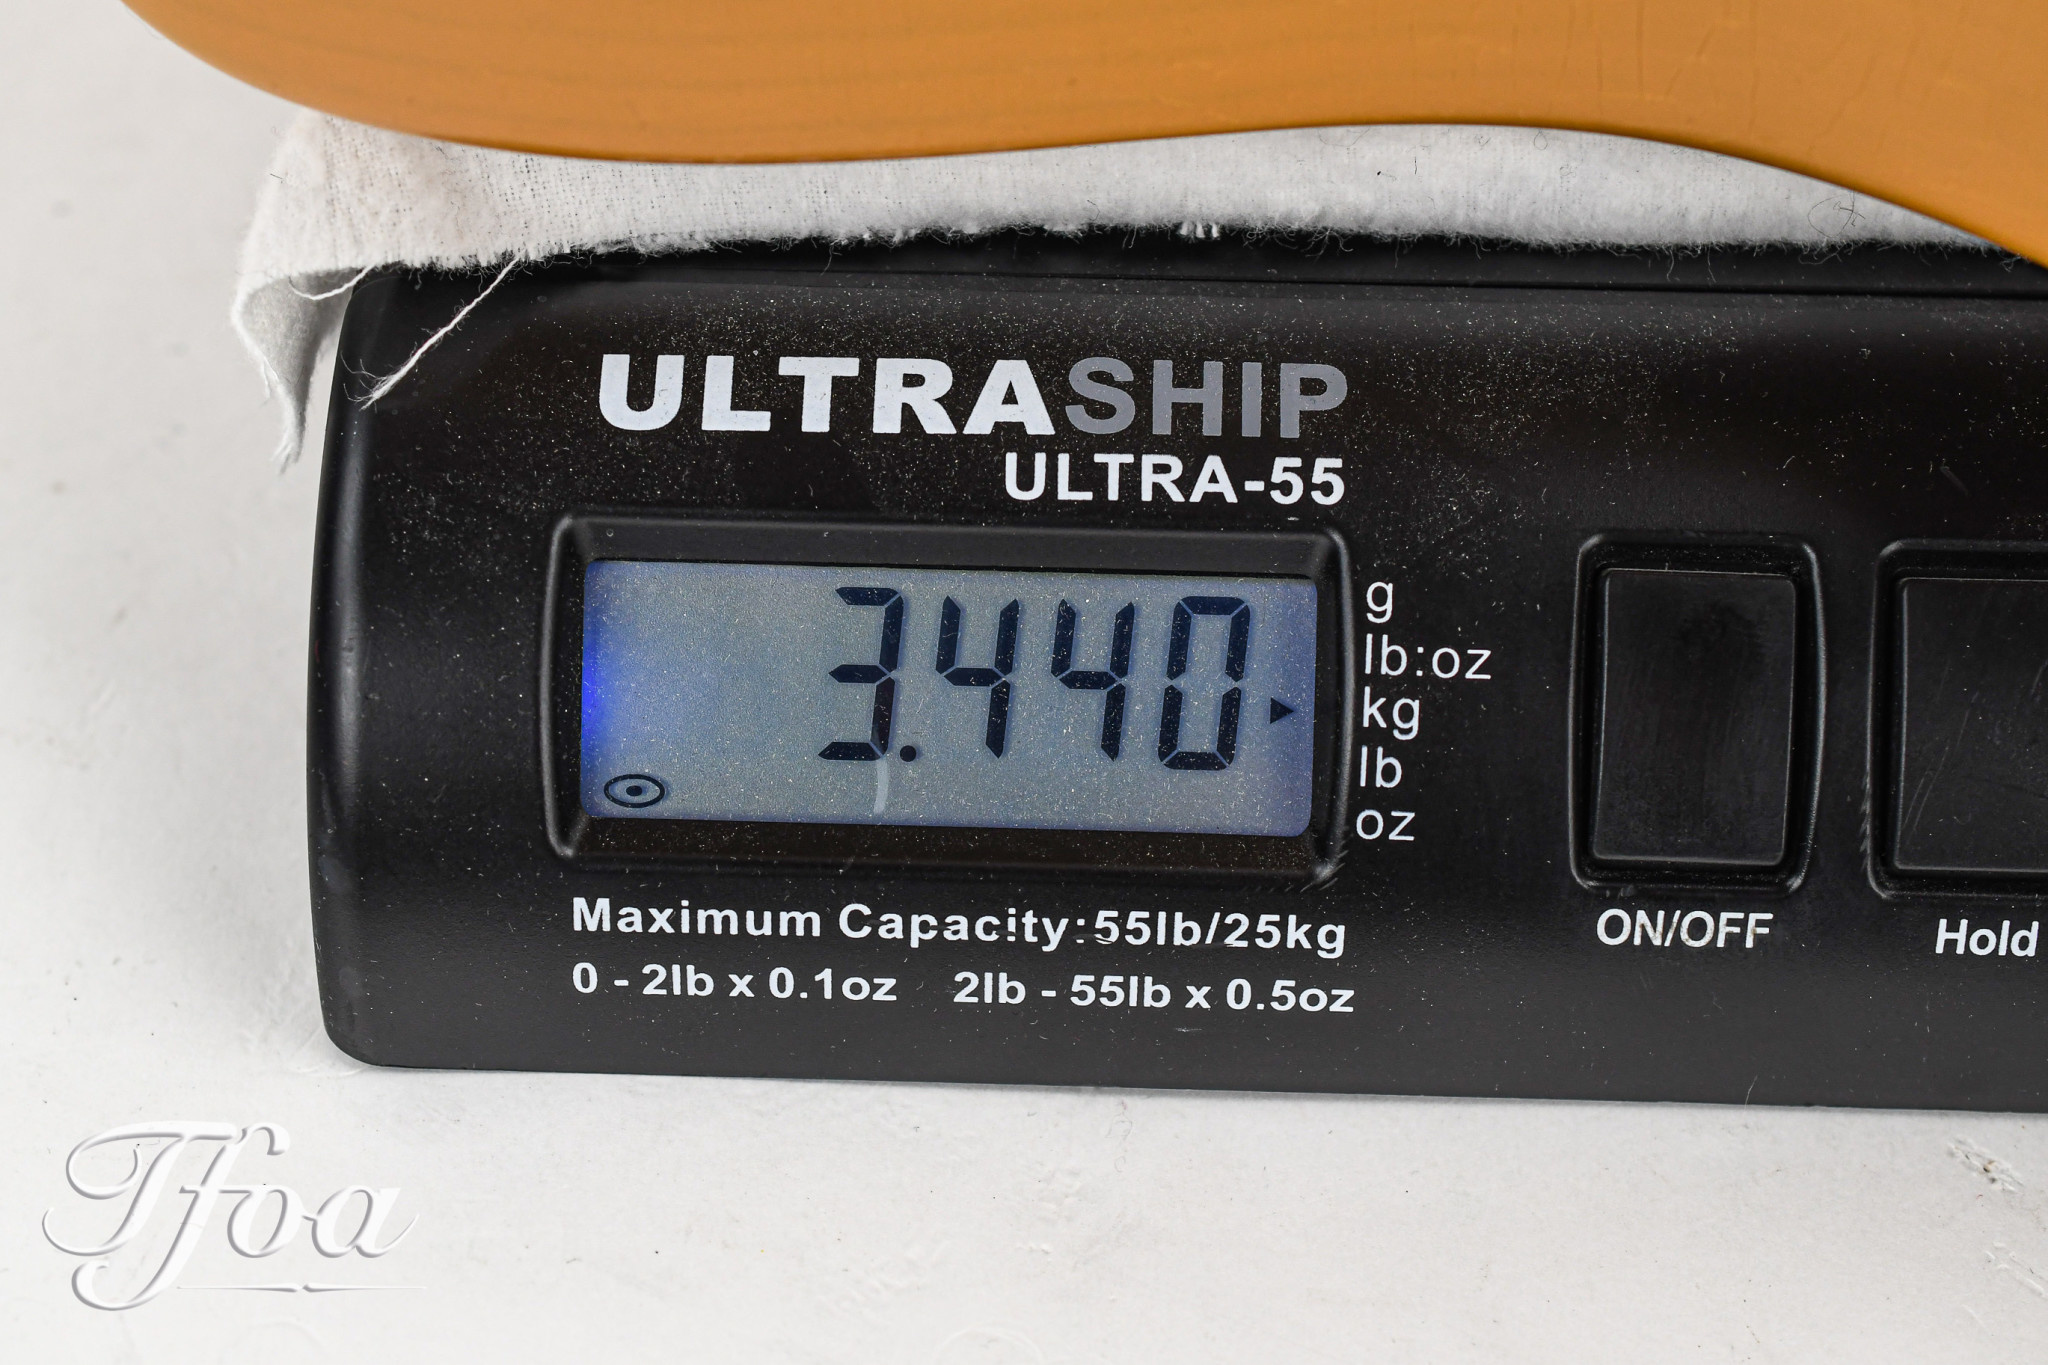 ULTRASHIP
ULTRA-55
3.440
g
lb:oz
kg
lb
oz
Maximum Capacity:55lb/25kg
0 - 2lb x 0.1oz 2lb - 55lb x 0.5oz
ON/OFF
Hold
Tfoa